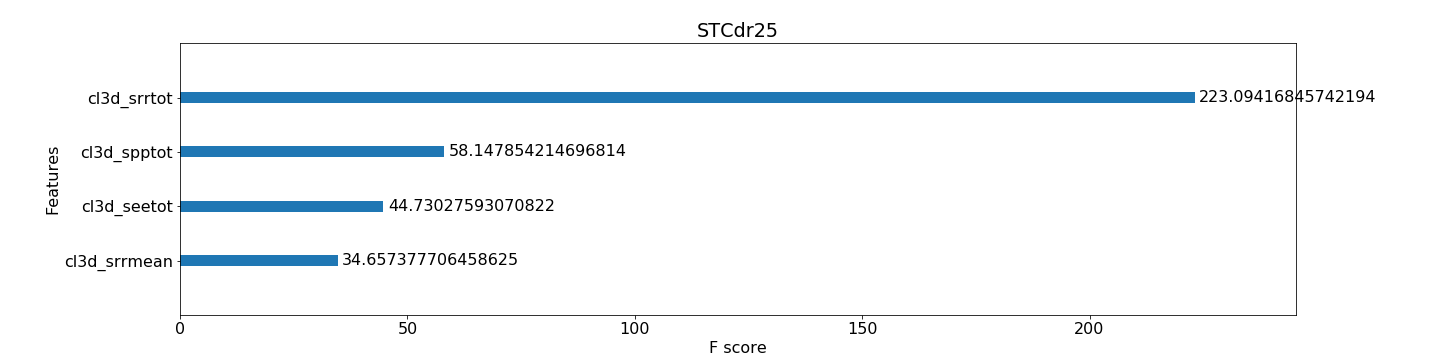 STCdr25
cl3d_srrtot 223.09416845742194
cl3d_spptot 58.147854214696814
cl3d_seetot 44.73027593070822
cl3d_srrmean 34.657377706458625
Features
0 50 100 150 200
F score